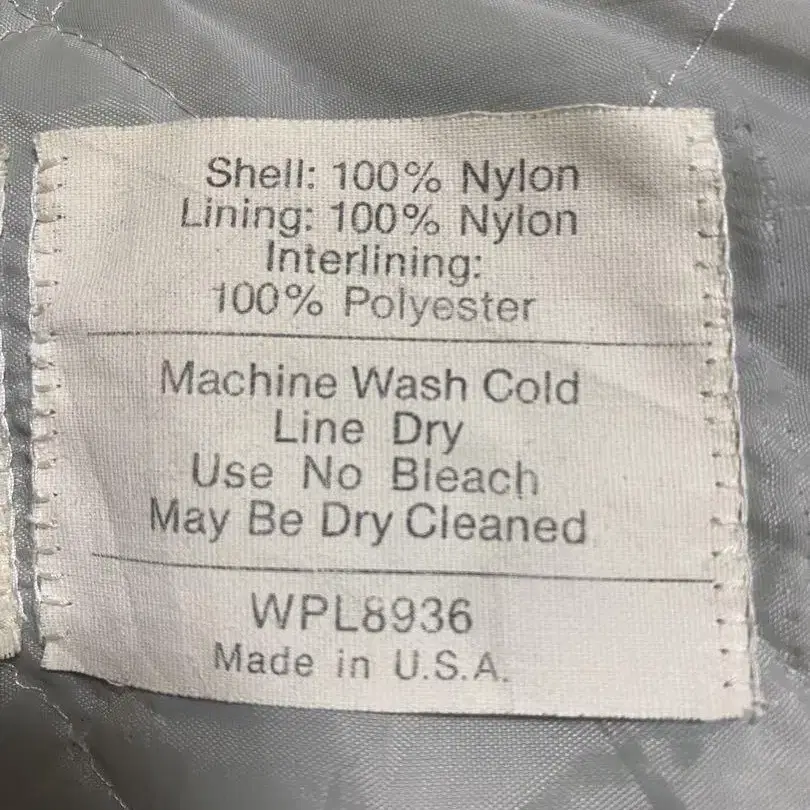 Shell: 100% Nylon
Lining: 100% Nylon
Interlining:
100% Polyester
Machine Wash Cold
Line Dry
Use No Bleach
May Be Dry Cleaned
WPL8936
Made in U.S.A.